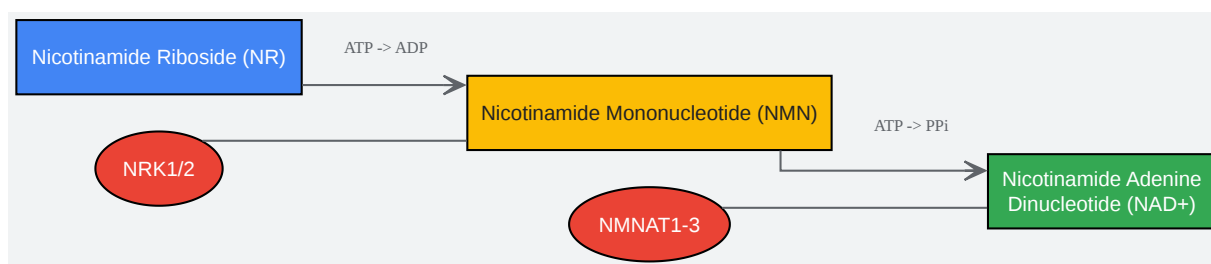 Nicotinamide Riboside (NR)
ATP -> ADP
Nicotinamide Mononucleotide (NMN)
ATP -> PPi
NRK1/2
Nicotinamide Adenine
Dinucleotide (NAD+)
NMNAT1-3